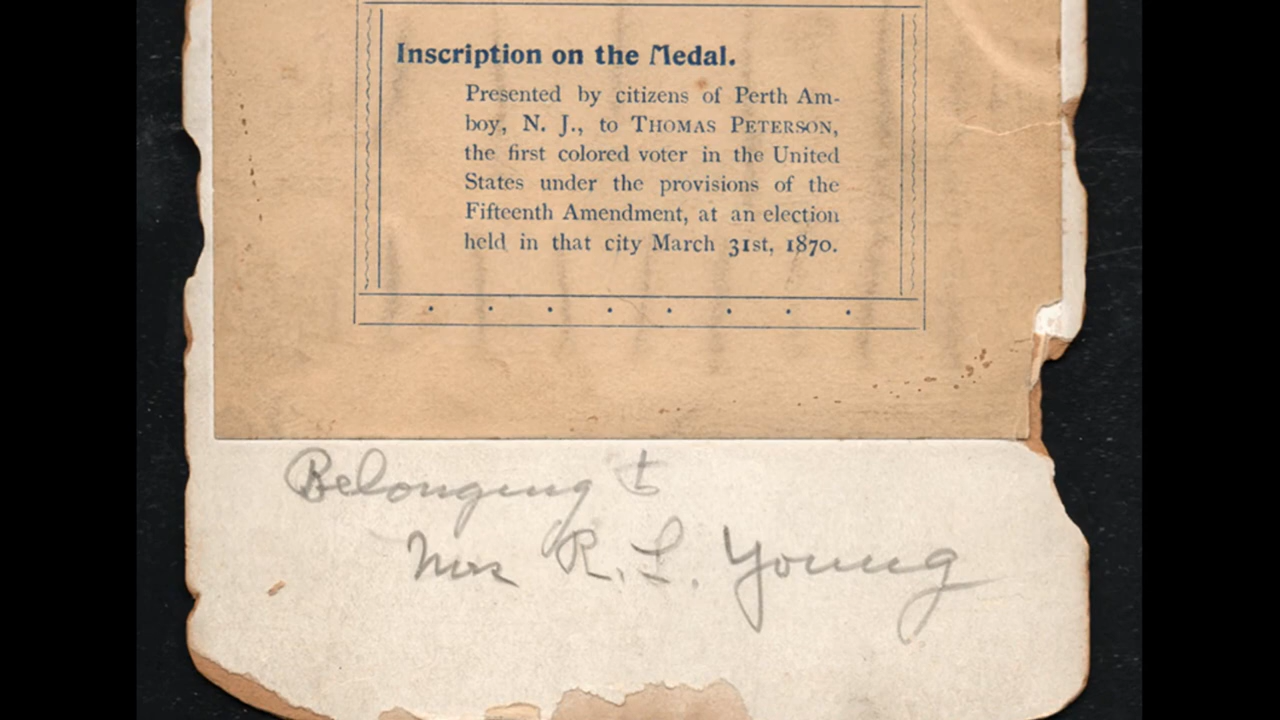 Inscription on the Medal.
Presented by citizens of Perth Am-
boy, N. J., to THOMAS PETERSON,
the first colored voter in the United
States under the provisions of the
Fifteenth Amendment, at an election
held in that city March 31st, 1870.
Belonging to
Mrs R. L. Young